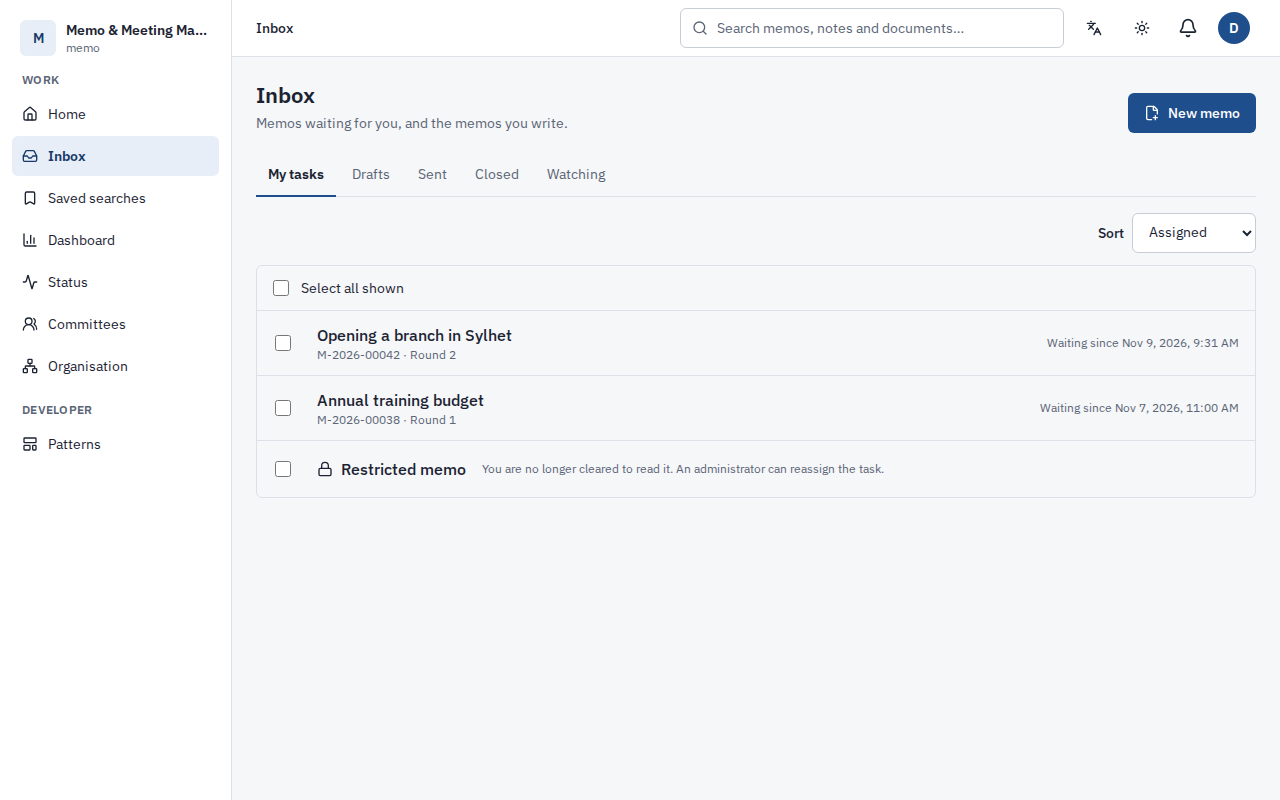 M
Memo & Meeting Ma...
memo
WORK
Home
Inbox
Saved searches
Dashboard
Status
Committees
Organisation
DEVELOPER
Patterns
Inbox
Search memos, notes and documents...
D
Inbox
Memos waiting for you, and the memos you write.
New memo
My tasks Drafts Sent Closed Watching
Sort Assigned
Select all shown
Opening a branch in Sylhet
M-2026-00042 · Round 2
Waiting since Nov 9, 2026, 9:31 AM
Annual training budget
M-2026-00038 · Round 1
Waiting since Nov 7, 2026, 11:00 AM
Restricted memo You are no longer cleared to read it. An administrator can reassign the task.